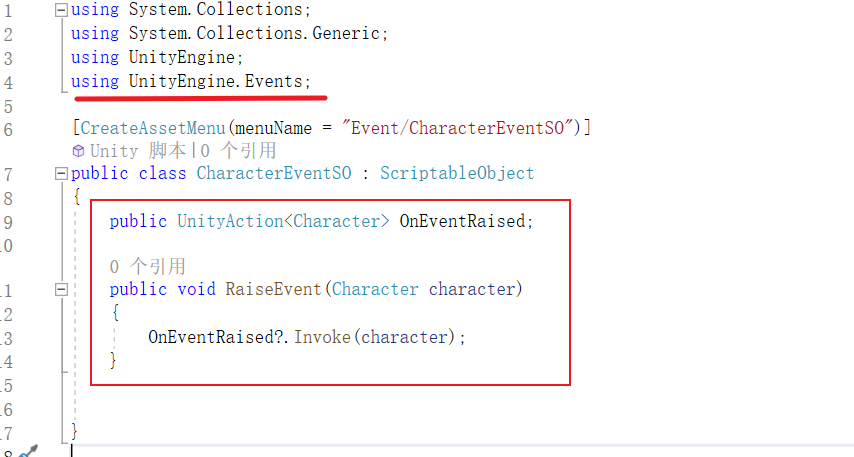 1 using System.Collections;
2 using System.Collections.Generic;
3 using UnityEngine;
4 using UnityEngine.Events;
5
6 [CreateAssetMenu(menuName = "Event/CharacterEventSO")]
Unity 脚本|0 个引用
7 public class CharacterEventSO : ScriptableObject
8 {
9 public UnityAction<Character> OnEventRaised;
10
0 个引用
11 public void RaiseEvent(Character character)
12 {
13 OnEventRaised?.Invoke(character);
14 }
15
16
17 }
18